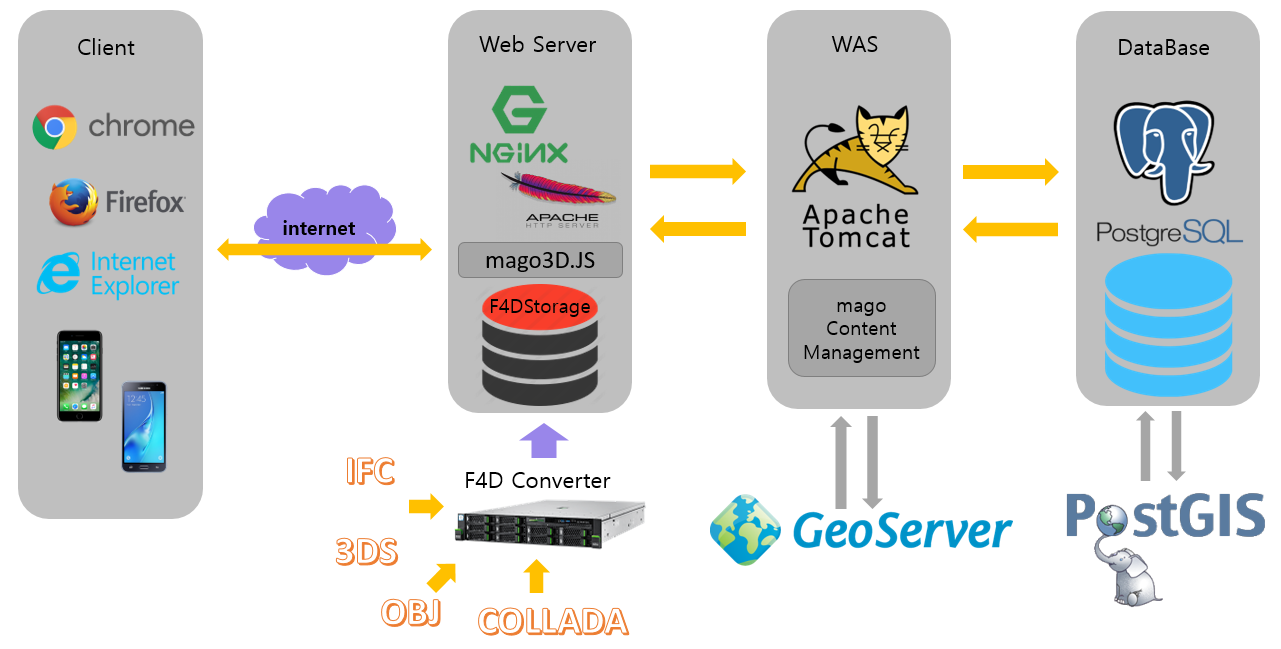 Client
chrome
Firefox
Internet
Explorer
internet
Web Server
NGINX
APACHE
HTTP SERVER
mago3D.JS
F4DStorage
WAS
Apache
Tomcat
mago
Content
Management
DataBase
PostgreSQL
IFC
3DS
OBJ
COLLADA
F4D Converter
GeoServer
PostGIS